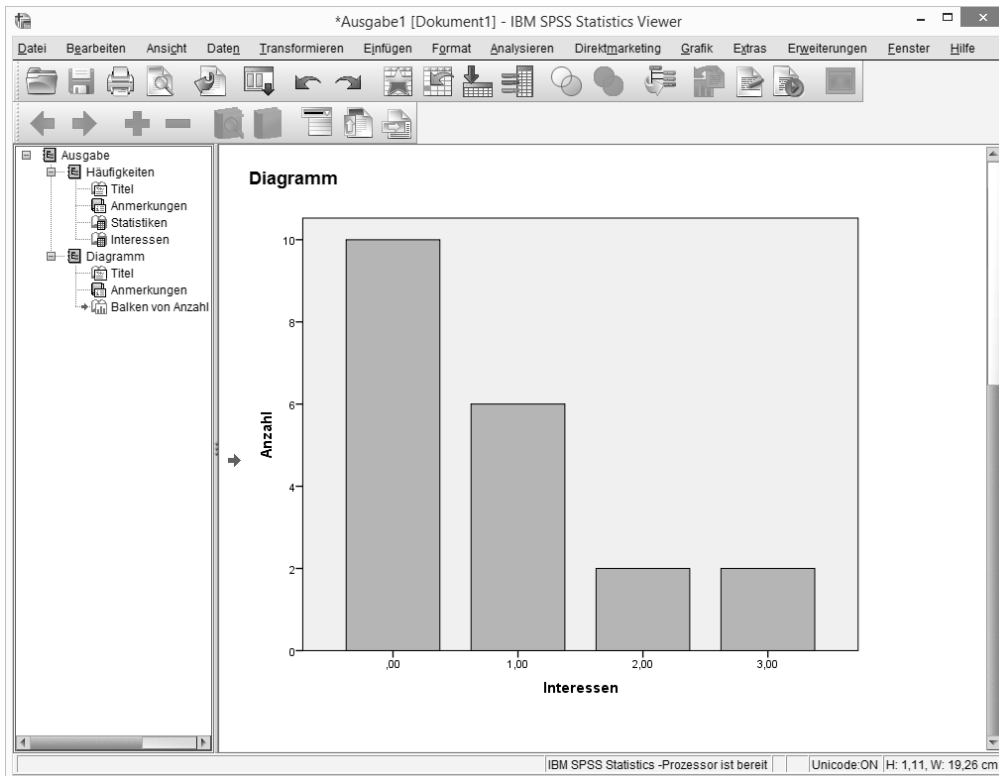 *Ausgabe1 [Dokument1] - IBM SPSS Statistics Viewer
Datei Bearbeiten Ansicht Daten Transformieren Einfügen Format Analysieren Direktmarketing Grafik Extras Erweiterungen Fenster Hilfe
Ausgabe
Häufigkeiten
Titel
Anmerkungen
Statistiken
Interessen
Diagramm
Titel
Anmerkungen
Balken von Anzahl
Diagramm
Anzahl
10
8
6
4
2
0
,00 1,00 2,00 3,00
Interessen
IBM SPSS Statistics -Prozessor ist bereit Unicode:ON H: 1,11, W: 19,26 cm